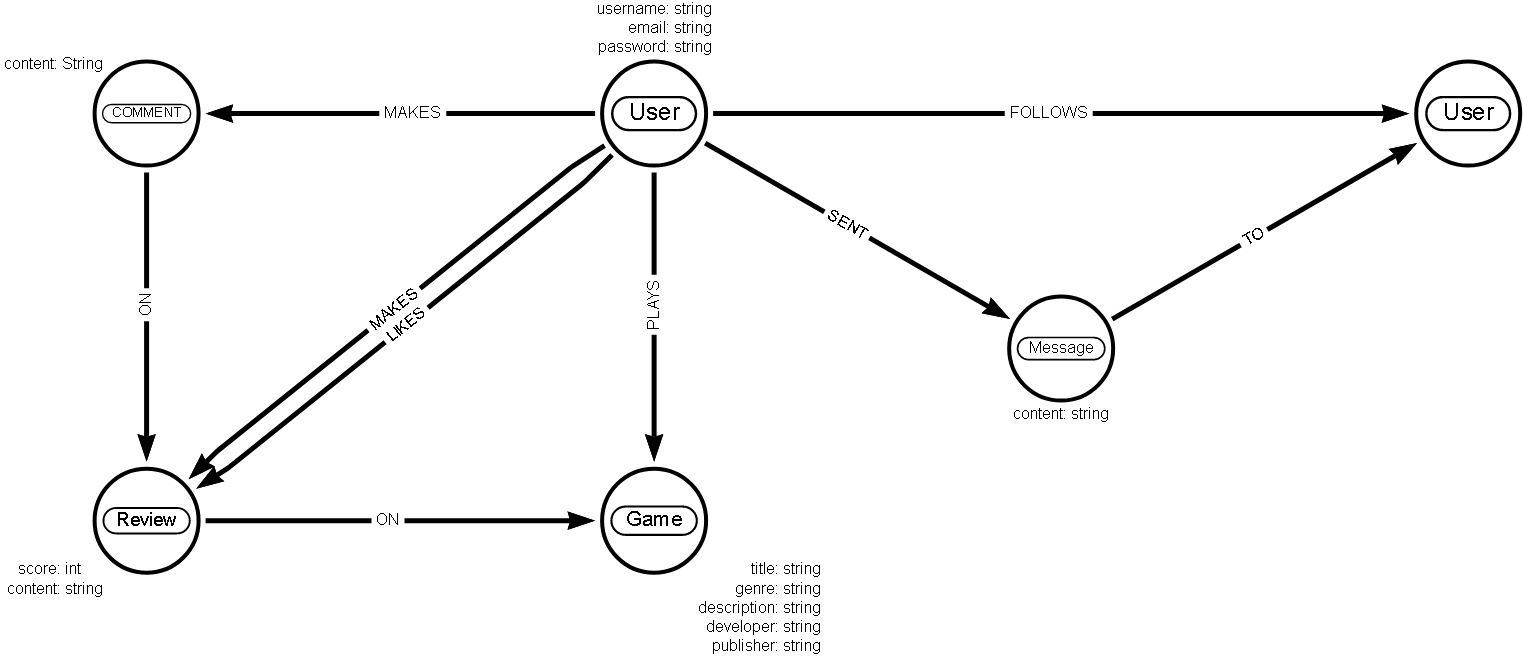 username: string
email: string
password: string
content: String
COMMENT
MAKES
User
FOLLOWS
User
SENT
TO
ON
MAKES
LIKES
PLAYS
Message
content: string
Review
ON
Game
score: int
content: string
title: string
genre: string
description: string
developer: string
publisher: string